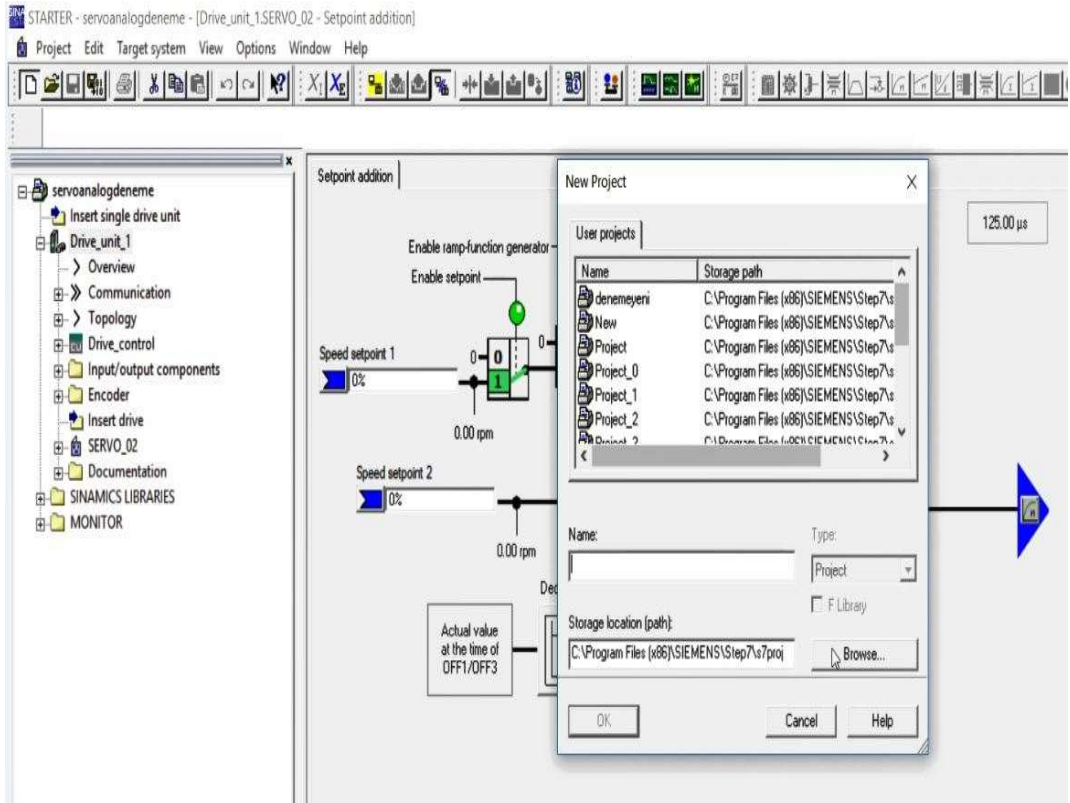 STARTER - servoanalogdeneme - [Drive_unit_1.SERVO_02 - Setpoint addition]
Project Edit Target system View Options Window Help
servoanalogdeneme
Insert single drive unit
Drive_unit_1
Overview
Communication
Topology
Drive_control
Input/output components
Encoder
Insert drive
SERVO_02
Documentation
SINAMICS LIBRARIES
MONITOR
Setpoint addition
125.00 µs
Enable ramp-function generator
Enable setpoint
Speed setpoint 1
0%
0
0
1
0
0.00 rpm
Speed setpoint 2
0%
0.00 rpm
Actual value
at the time of
OFF1/OFF3
New Project
User projects
Name Storage path
denemeyeni C:\Program Files (x86)\SIEMENS\Step7\s
New C:\Program Files (x86)\SIEMENS\Step7\s
Project C:\Program Files (x86)\SIEMENS\Step7\s
Project_0 C:\Program Files (x86)\SIEMENS\Step7\s
Project_1 C:\Program Files (x86)\SIEMENS\Step7\s
Project_2 C:\Program Files (x86)\SIEMENS\Step7\s
Name:
Type:
Project
F Library
Storage location (path):
C:\Program Files (x86)\SIEMENS\Step7\s7proj
Browse...
OK
Cancel
Help